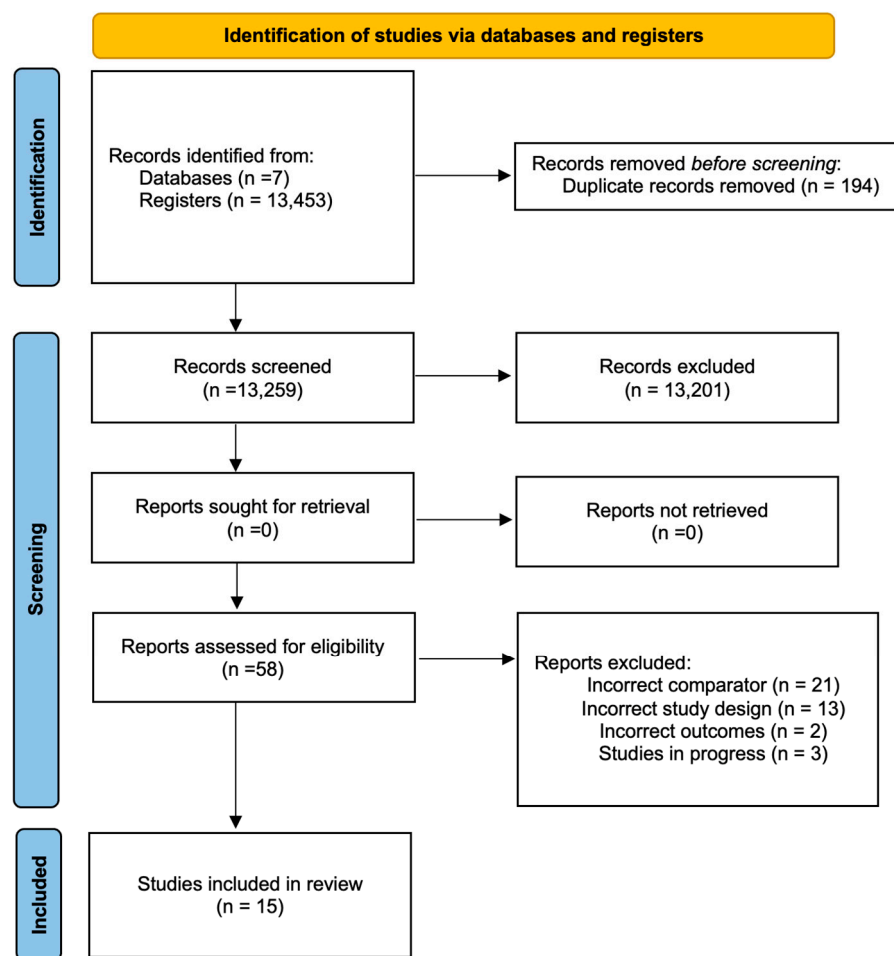 Identification of studies via databases and registers
Identification
Records identified from:
Databases (n =7)
Registers (n = 13,453)
Records removed before screening:
Duplicate records removed (n = 194)
Screening
Records screened
(n =13,259)
Records excluded
(n = 13,201)
Reports sought for retrieval
(n =0)
Reports not retrieved
(n =0)
Reports assessed for eligibility
(n =58)
Reports excluded:
Incorrect comparator (n = 21)
Incorrect study design (n = 13)
Incorrect outcomes (n = 2)
Studies in progress (n = 3)
Included
Studies included in review
(n = 15)